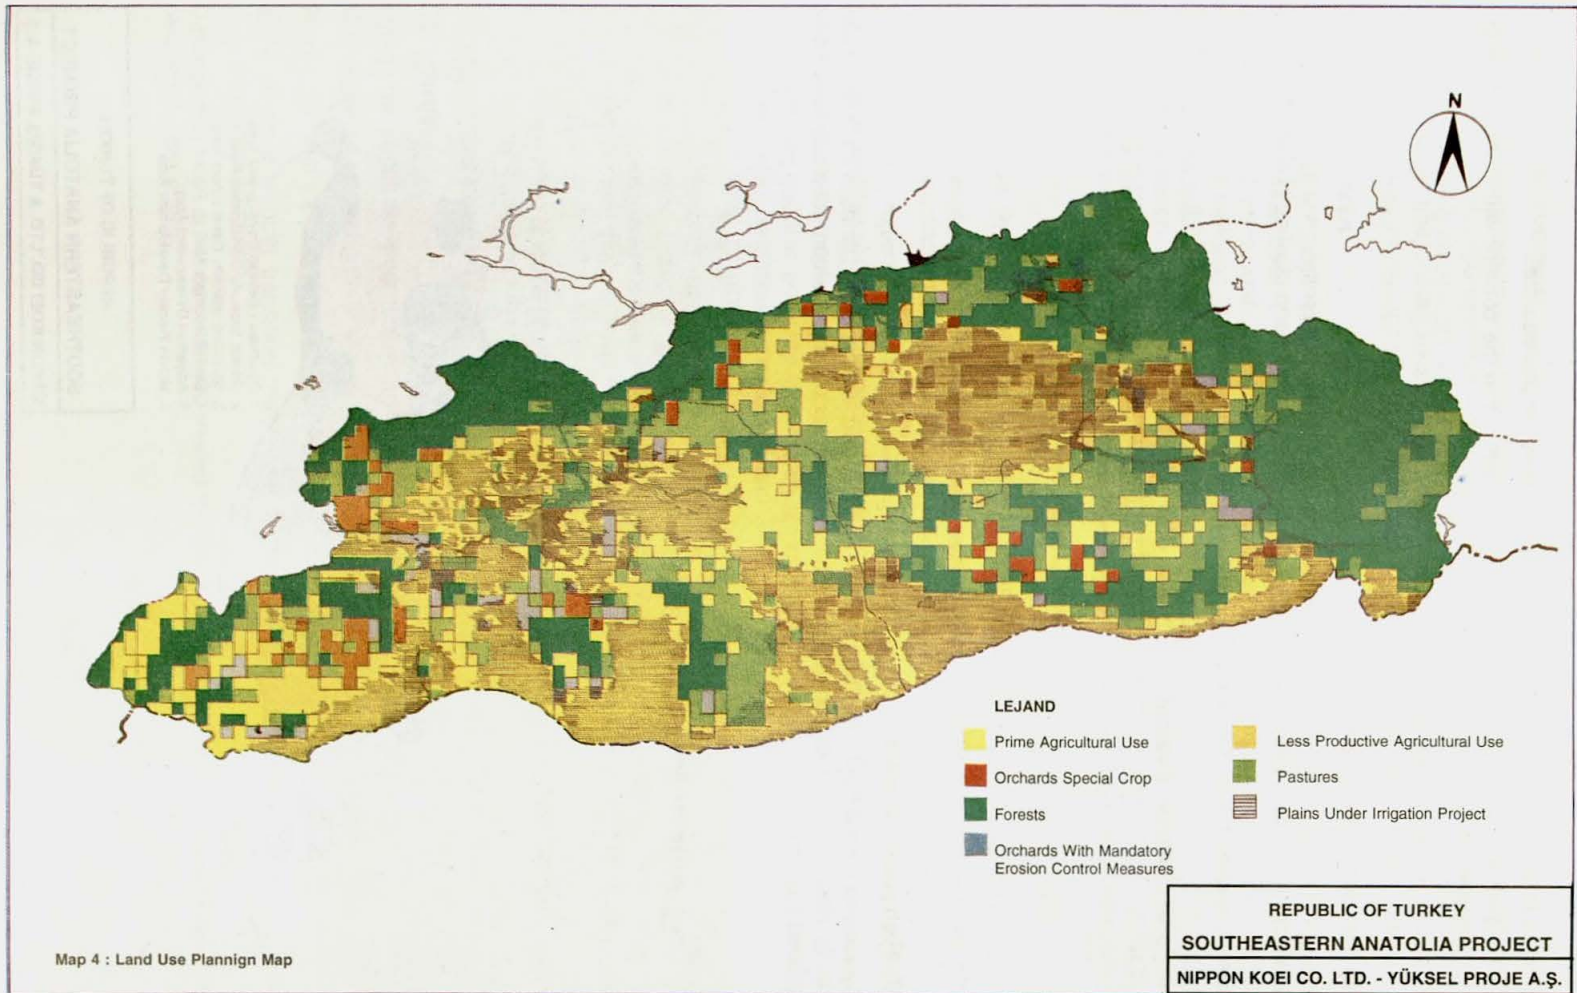 N
LEJAND
Prime Agricultural Use
Orchards Special Crop
Forests
Orchards With Mandatory
Erosion Control Measures
Less Productive Agricultural Use
Pastures
Plains Under Irrigation Project
REPUBLIC OF TURKEY
SOUTHEASTERN ANATOLIA PROJECT
NIPPON KOEI CO. LTD. - YÜKSEL PROJE A.Ş.
Map 4 : Land Use Plannign Map